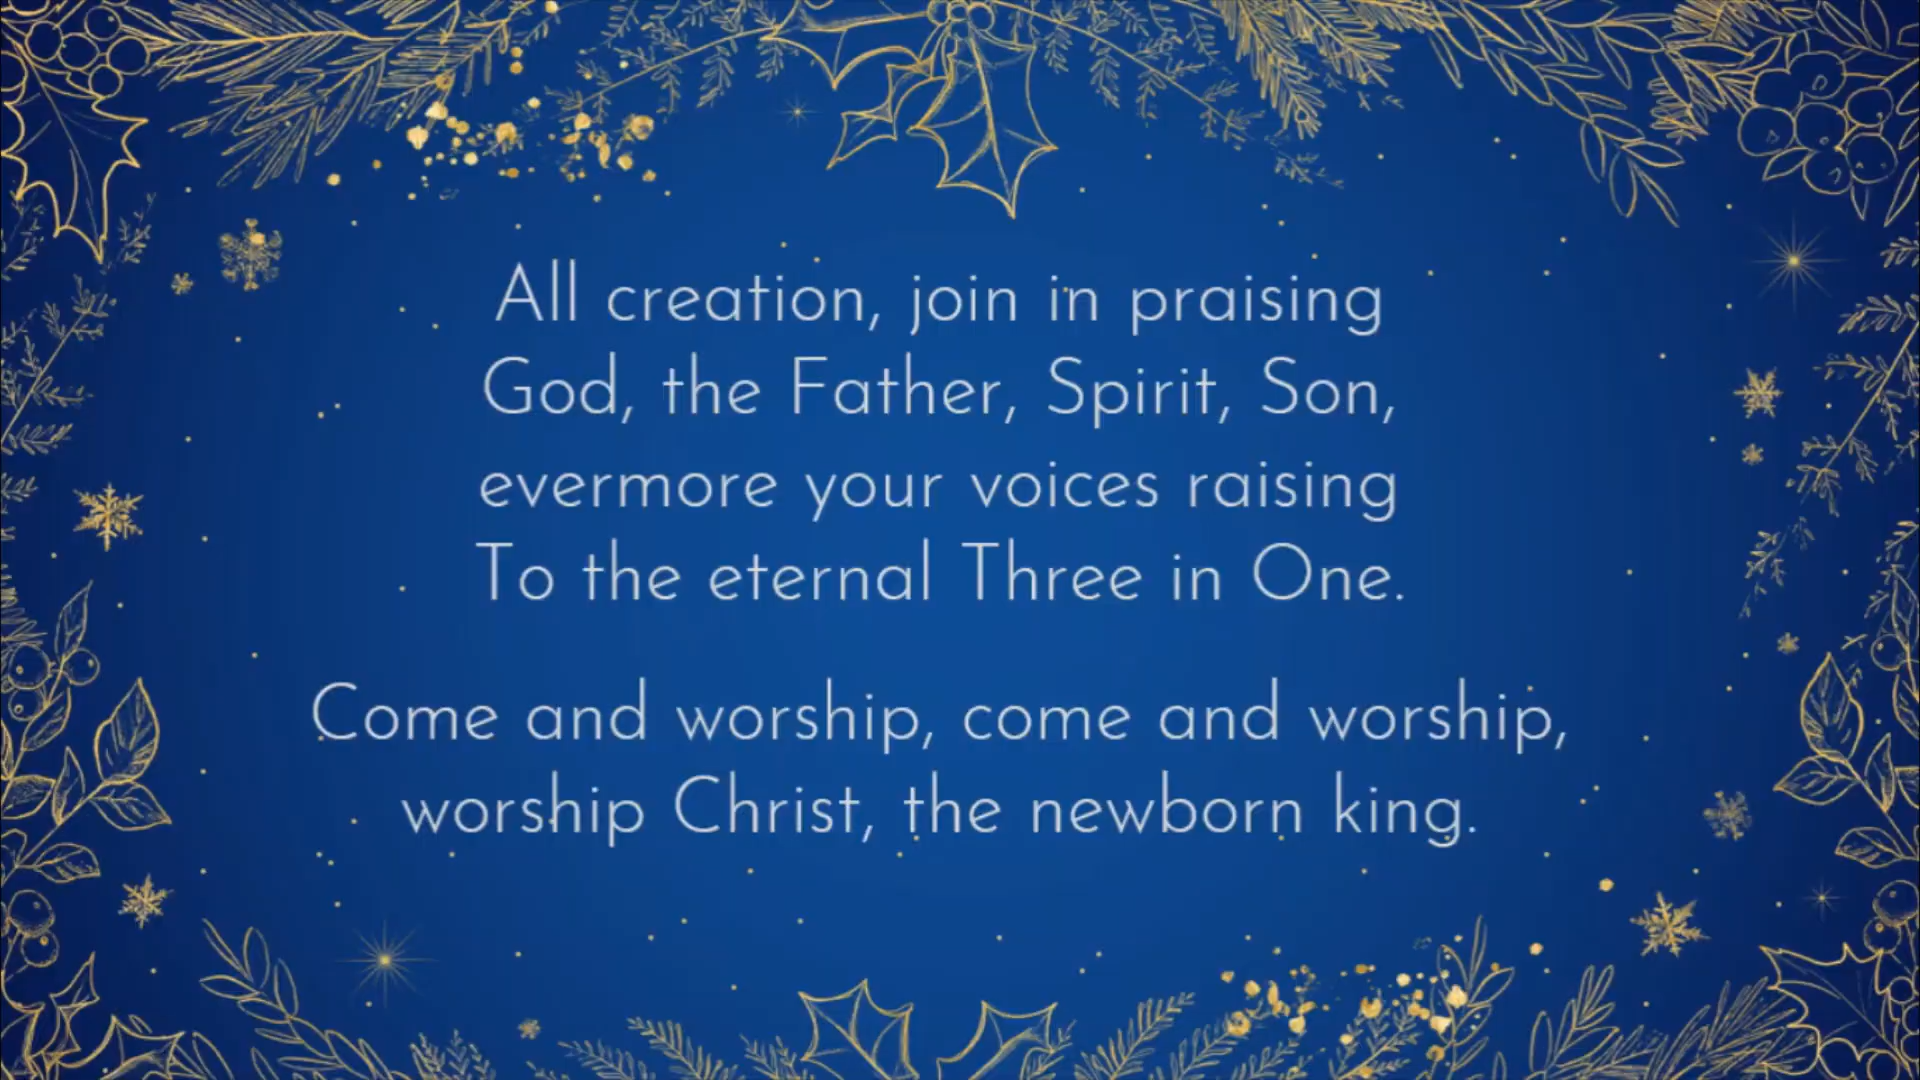 All creation, join in praising
God, the Father, Spirit, Son,
evermore your voices raising
To the eternal Three in One.
Come and worship, come and worship,
worship Christ, the newborn king.